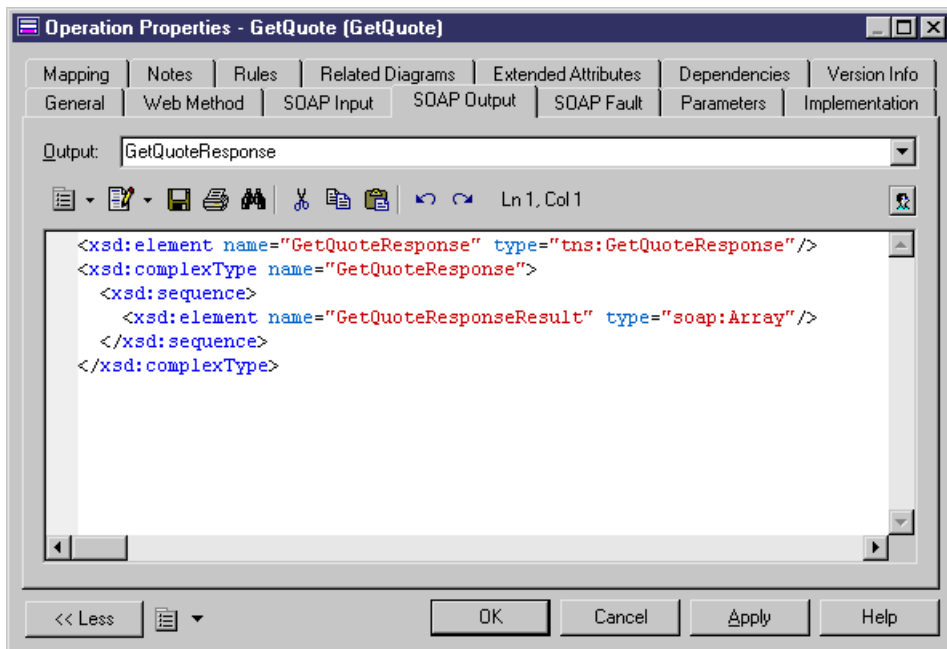 Operation Properties - GetQuote (GetQuote)
Mapping Notes Rules Related Diagrams Extended Attributes Dependencies Version Info
General Web Method SOAP Input SOAP Output SOAP Fault Parameters Implementation
Output: GetQuoteResponse
Ln 1, Col 1
<xsd:element name="GetQuoteResponse" type="tns:GetQuoteResponse"/>
<xsd:complexType name="GetQuoteResponse">
<xsd:sequence>
<xsd:element name="GetQuoteResponseResult" type="soap:Array"/>
</xsd:sequence>
</xsd:complexType>
<< Less OK Cancel Apply Help